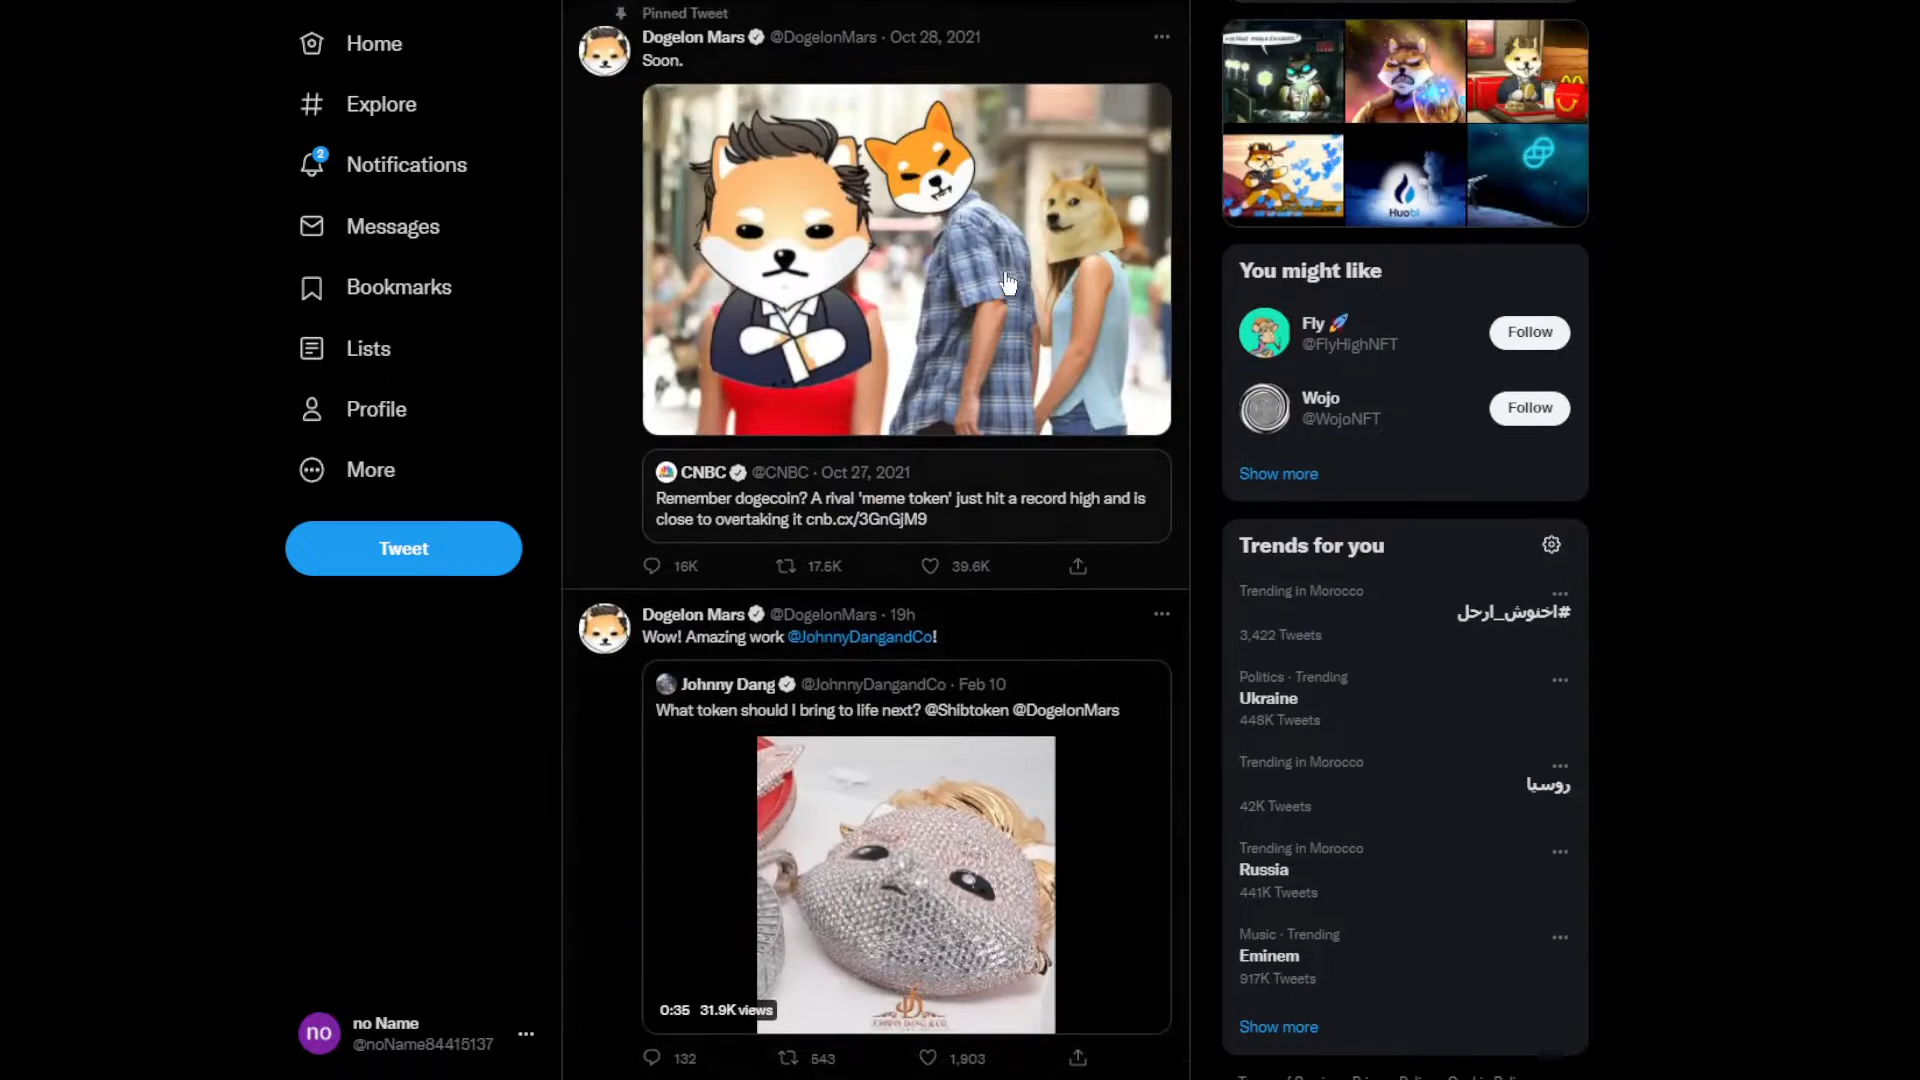 Home
Explore
2
Notifications
Messages
Bookmarks
Lists
Profile
More
Tweet
no
no Name
@noName84415137
Pinned Tweet
Dogelon Mars @DogelonMars · Oct 28, 2021
Soon.
CNBC @CNBC · Oct 27, 2021
Remember dogecoin? A rival 'meme token' just hit a record high and is
close to overtaking it cnb.cx/3GnGjM9
16K 17.5K 39.6K
Dogelon Mars @DogelonMars · 19h
Wow! Amazing work @JohnnyDangandCo!
Johnny Dang @JohnnyDangandCo · Feb 10
What token should I bring to life next? @Shibtoken @DogelonMars
0:35 31.9K views
JOHNNY DANG & CO
132 543 1,903
Huobi
You might like
Fly 🚀
@FlyHighNFT
Follow
Wojo
@WojoNFT
Follow
Show more
Trends for you
Trending in Morocco
#اخنوش_ارحل
3,422 Tweets
Politics · Trending
Ukraine
448K Tweets
Trending in Morocco
روسيا
42K Tweets
Trending in Morocco
Russia
441K Tweets
Music · Trending
Eminem
917K Tweets
Show more